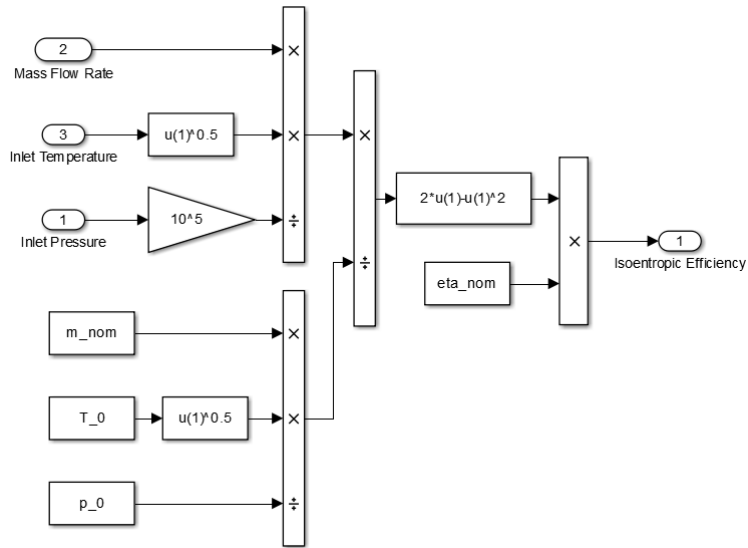 2
Mass Flow Rate
×
3
Inlet Temperature
u(1)^0.5
×
1
Inlet Pressure
10^5
÷
m_nom
×
T_0
u(1)^0.5
×
p_0
÷
×
÷
2*u(1)-u(1)^2
eta_nom
×
1
Isoentropic Efficiency